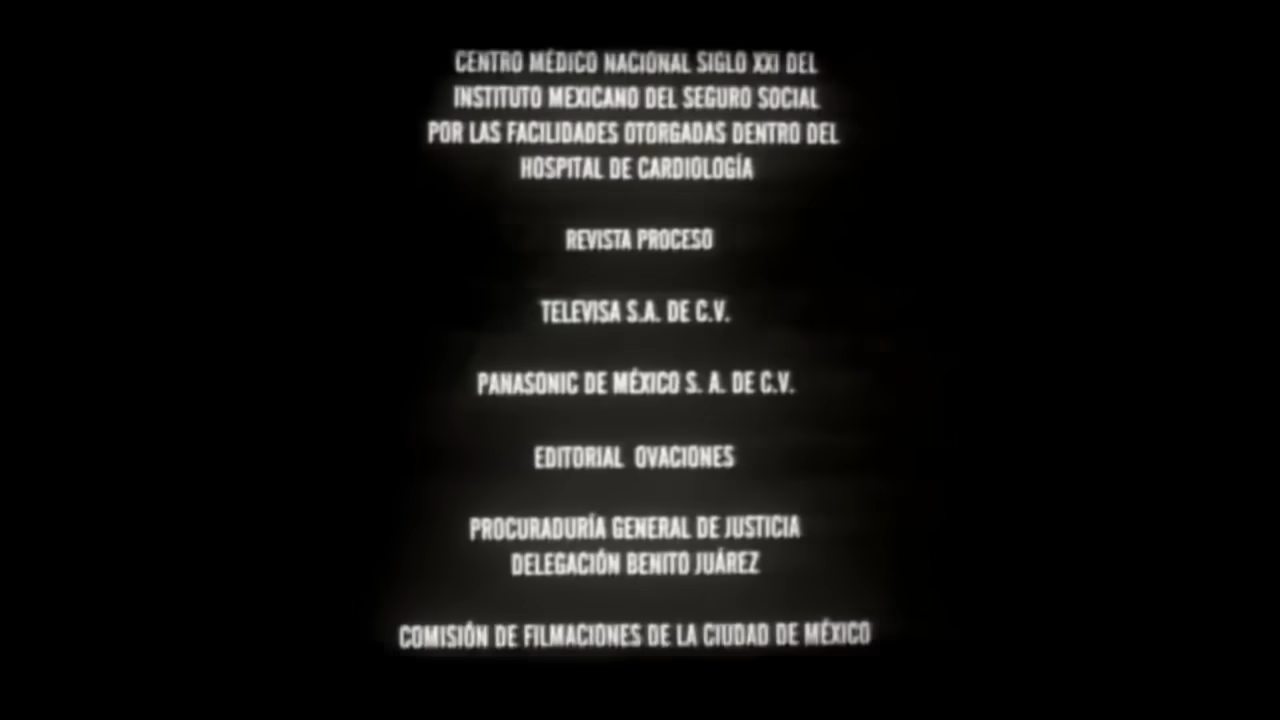 CENTRO MÉDICO NACIONAL SIGLO XXI DEL
INSTITUTO MEXICANO DEL SEGURO SOCIAL
POR LAS FACILIDADES OTORGADAS DENTRO DEL
HOSPITAL DE CARDIOLOGÍA
REVISTA PROCESO
TELEVISA S.A. DE C.V.
PANASONIC DE MÉXICO S. A. DE C.V.
EDITORIAL OVACIONES
PROCURADURÍA GENERAL DE JUSTICIA
DELEGACIÓN BENITO JUÁREZ
COMISIÓN DE FILMACIONES DE LA CIUDAD DE MÉXICO